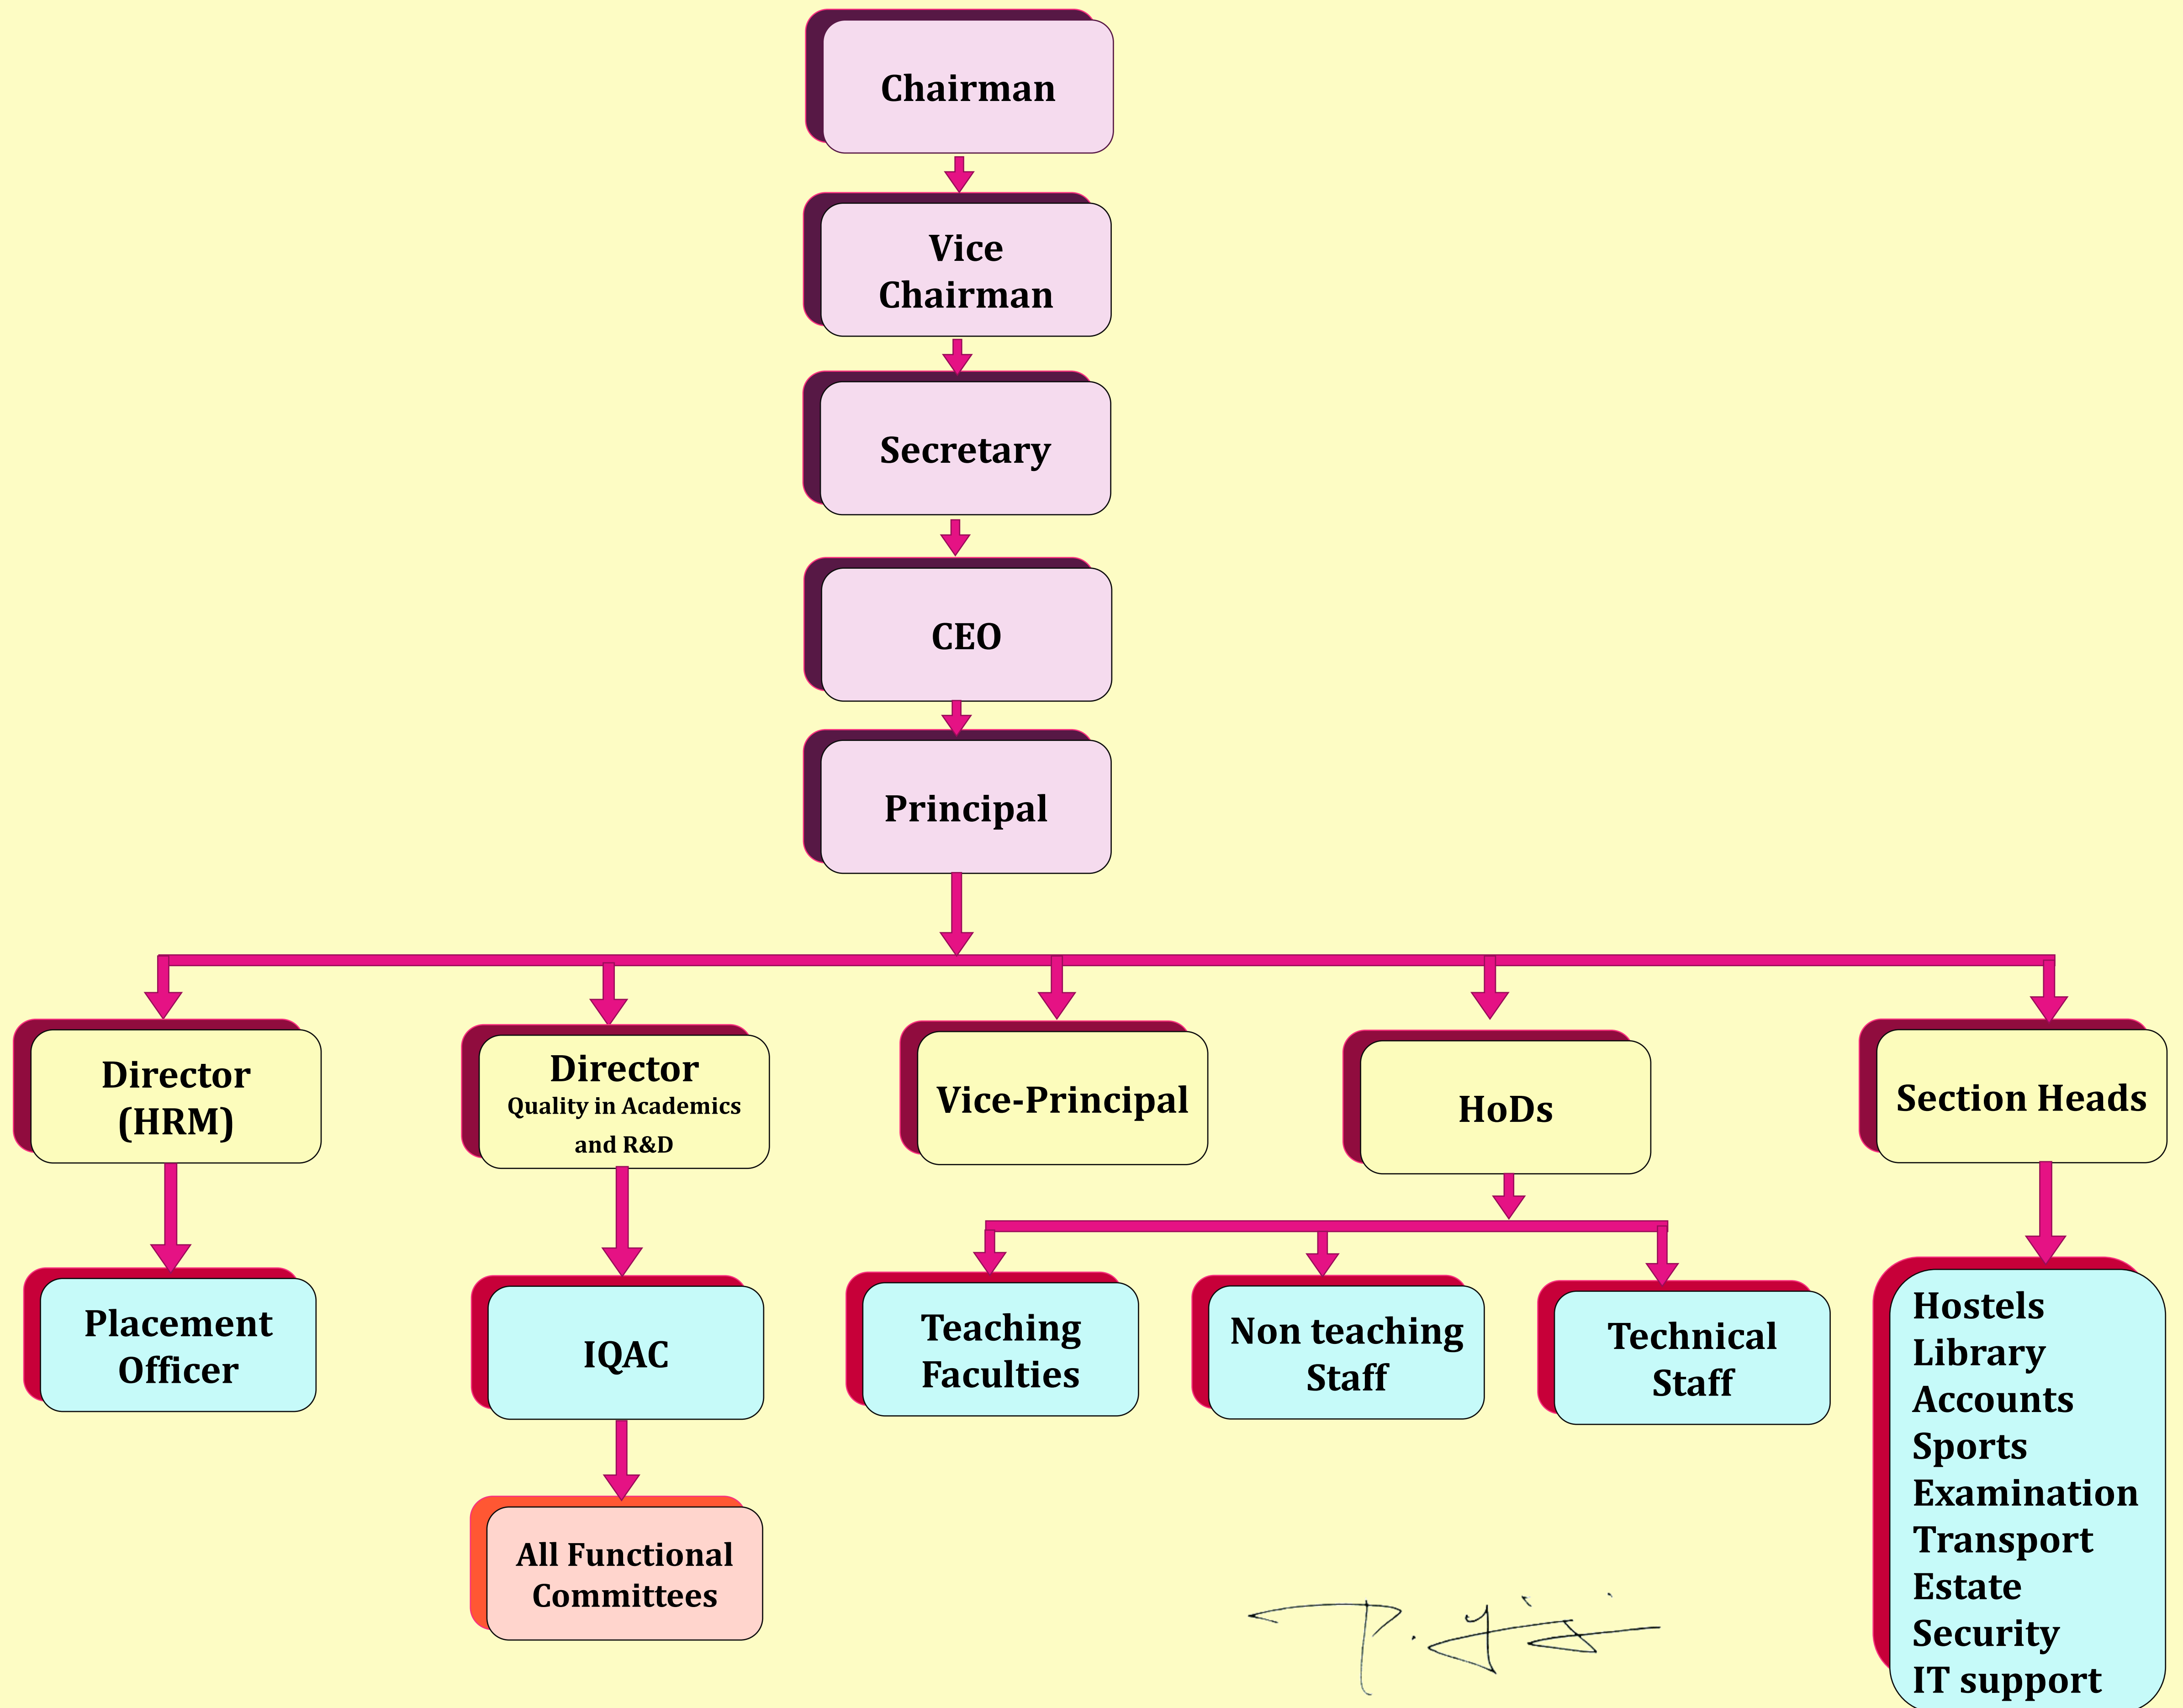 Chairman
Vice
Chairman
Secretary
CEO
Principal
Director
(HRM)
Director
Quality in Academics
and R&D
Vice-Principal
HoDs
Section Heads
Placement
Officer
IQAC
Teaching
Faculties
Non teaching
Staff
Technical
Staff
Hostels
Library
Accounts
Sports
Examination
Transport
Estate
Security
IT support
All Functional
Committees